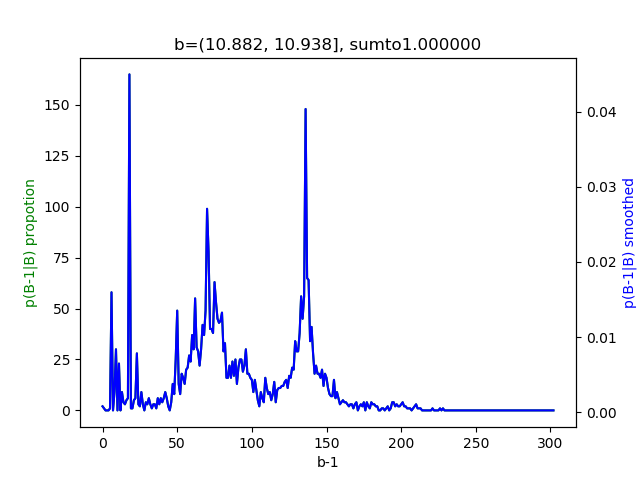 b=(10.882, 10.938], sumto1.000000
150
125
100
75
50
25
0
p(B-1|B) propotion
0.04
0.03
0.02
0.01
0.00
p(B-1|B) smoothed
0 50 100 150 200 250 300
b-1